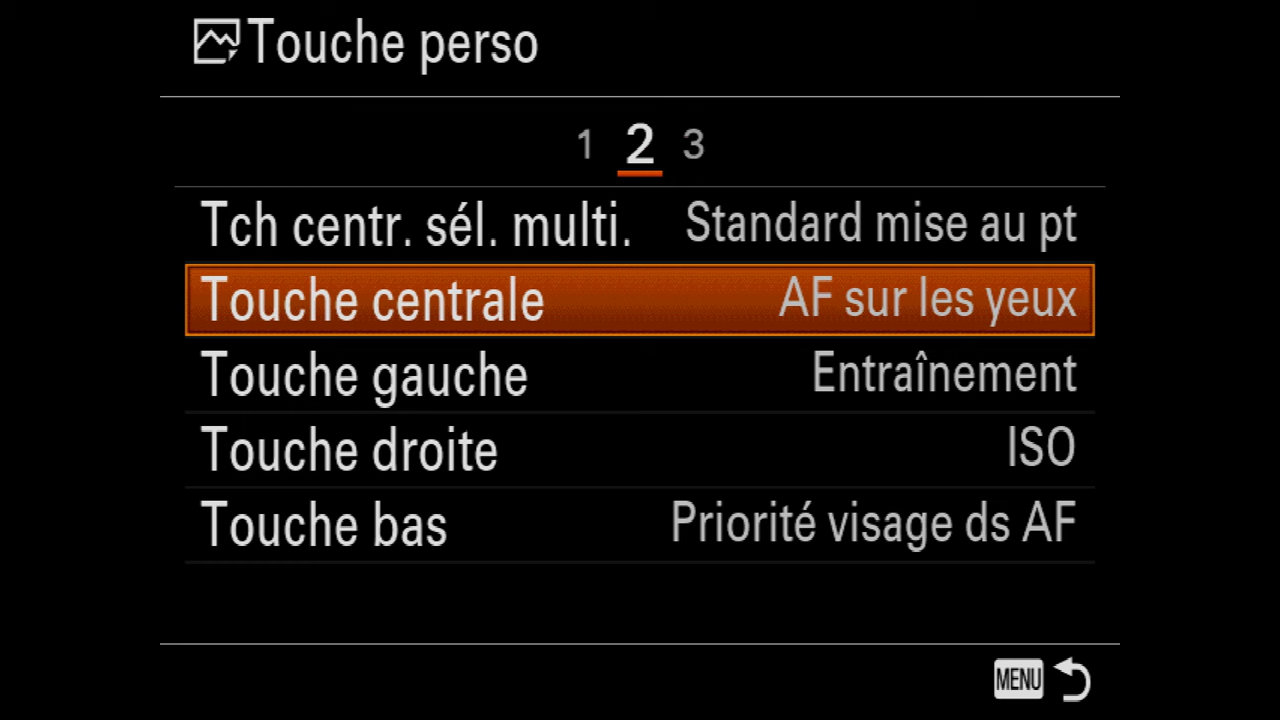 Touche perso
1 2 3
Tch centr. sél. multi. Standard mise au pt
Touche centrale AF sur les yeux
Touche gauche Entraînement
Touche droite ISO
Touche bas Priorité visage ds AF
MENU